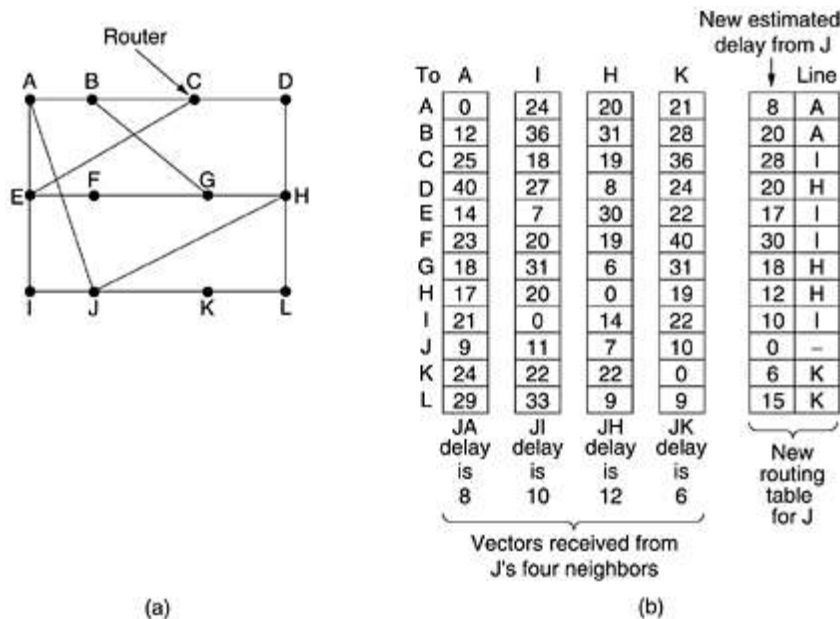 Router
A B C D
E F G H
I J K L
(a)
New estimated
delay from J
To A I H K Line
A 0 24 20 21 8 A
B 12 36 31 28 20 A
C 25 18 19 36 28 I
D 40 27 8 24 20 H
E 14 7 30 22 17 I
F 23 20 19 40 30 I
G 18 31 6 31 18 H
H 17 20 0 19 12 H
I 21 0 14 22 10 I
J 9 11 7 10 0 –
K 24 22 22 0 6 K
L 29 33 9 9 15 K
JA JI JH JK
delay delay delay delay
is is is is
8 10 12 6
Vectors received from
J's four neighbors
New
routing
table
for J
(b)